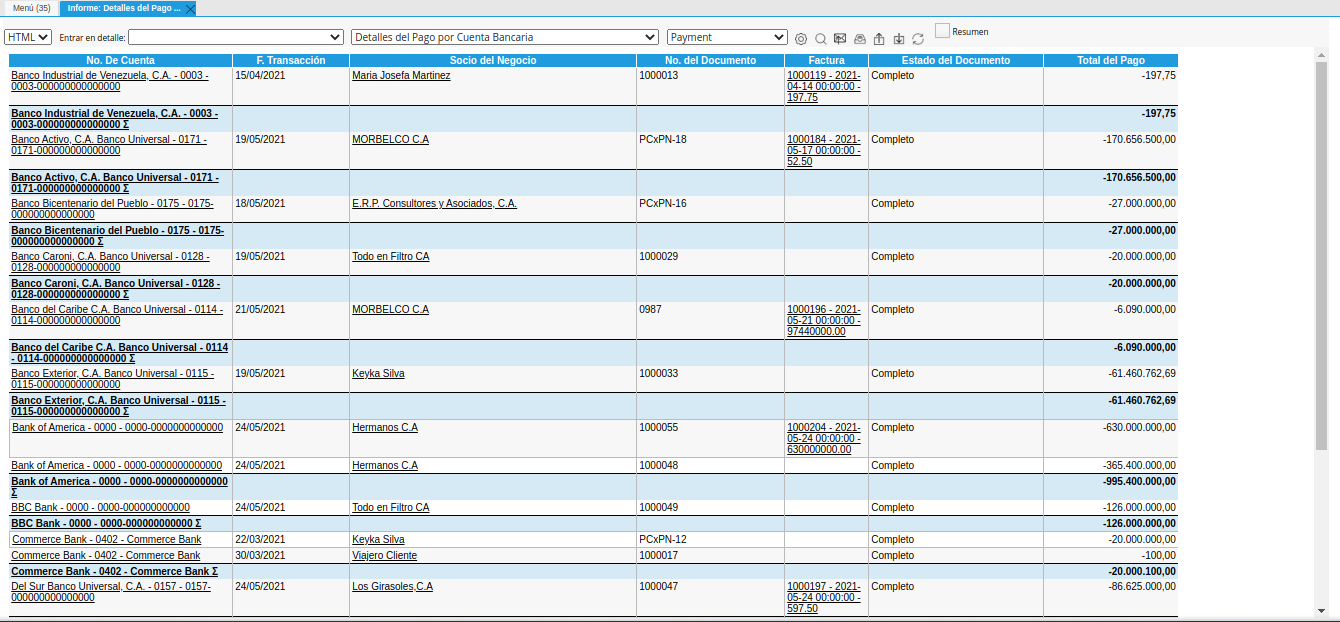 Menú (35)
Informe: Detalles del Pago ...
HTML
Entrar en detalle:
Detalles del Pago por Cuenta Bancaria
Payment
Resumen
No. De Cuenta F. Transacción Socio del Negocio No. del Documento Factura Estado del Documento Total del Pago
Banco Industrial de Venezuela, C.A. - 0003 - 15/04/2021 Maria Josefa Martinez 1000013 1000119 - 2021- Completo -197,75
0003-000000000000000 04-14 00:00:00 -
197.75
Banco Industrial de Venezuela, C.A. - 0003 - -197,75
0003-000000000000000 Σ
Banco Activo, C.A. Banco Universal - 0171 - 19/05/2021 MORBELCO C.A PCxPN-18 1000184 - 2021- Completo -170.656.500,00
0171-000000000000000 05-17 00:00:00 -
52.50
Banco Activo, C.A. Banco Universal - 0171 - -170.656.500,00
0171-000000000000000 Σ
Banco Bicentenario del Pueblo - 0175 - 0175- 18/05/2021 E.R.P. Consultores y Asociados, C.A. PCxPN-16 Completo -27.000.000,00
000000000000000
Banco Bicentenario del Pueblo - 0175 - 0175- -27.000.000,00
000000000000000 Σ
Banco Caroni, C.A. Banco Universal - 0128 - 19/05/2021 Todo en Filtro CA 1000029 Completo -20.000.000,00
0128-000000000000000
Banco Caroni, C.A. Banco Universal - 0128 - -20.000.000,00
0128-000000000000000 Σ
Banco del Caribe C.A. Banco Universal - 0114 - 21/05/2021 MORBELCO C.A 0987 1000196 - 2021- Completo -6.090.000,00
0114-000000000000000 05-21 00:00:00 -
97440000.00
Banco del Caribe C.A. Banco Universal - 0114 -6.090.000,00
- 0114-000000000000000 Σ
Banco Exterior, C.A. Banco Universal - 0115 - 19/05/2021 Keyka Silva 1000033 Completo -61.460.762,69
0115-000000000000000
Banco Exterior, C.A. Banco Universal - 0115 - -61.460.762,69
0115-000000000000000 Σ
Bank of America - 0000 - 0000-0000000000000 24/05/2021 Hermanos C.A 1000055 1000204 - 2021- Completo -630.000.000,00
05-24 00:00:00 -
630000000.00
Bank of America - 0000 - 0000-0000000000000 24/05/2021 Hermanos C.A 1000048 Completo -365.400.000,00
Bank of America - 0000 - 0000-0000000000000 -995.400.000,00
Σ
BBC Bank - 0000 - 0000-000000000000 24/05/2021 Todo en Filtro CA 1000049 Completo -126.000.000,00
BBC Bank - 0000 - 0000-000000000000 Σ -126.000.000,00
Commerce Bank - 0402 - Commerce Bank 22/03/2021 Keyka Silva PCxPN-12 Completo -20.000.000,00
Commerce Bank - 0402 - Commerce Bank 30/03/2021 Viajero Cliente 1000017 Completo -100,00
Commerce Bank - 0402 - Commerce Bank Σ -20.000.100,00
Del Sur Banco Universal, C.A. - 0157 - 0157- 24/05/2021 Los Girasoles,C.A 1000047 1000197 - 2021- Completo -86.625.000,00
000000000000000 05-24 00:00:00 -
597.50